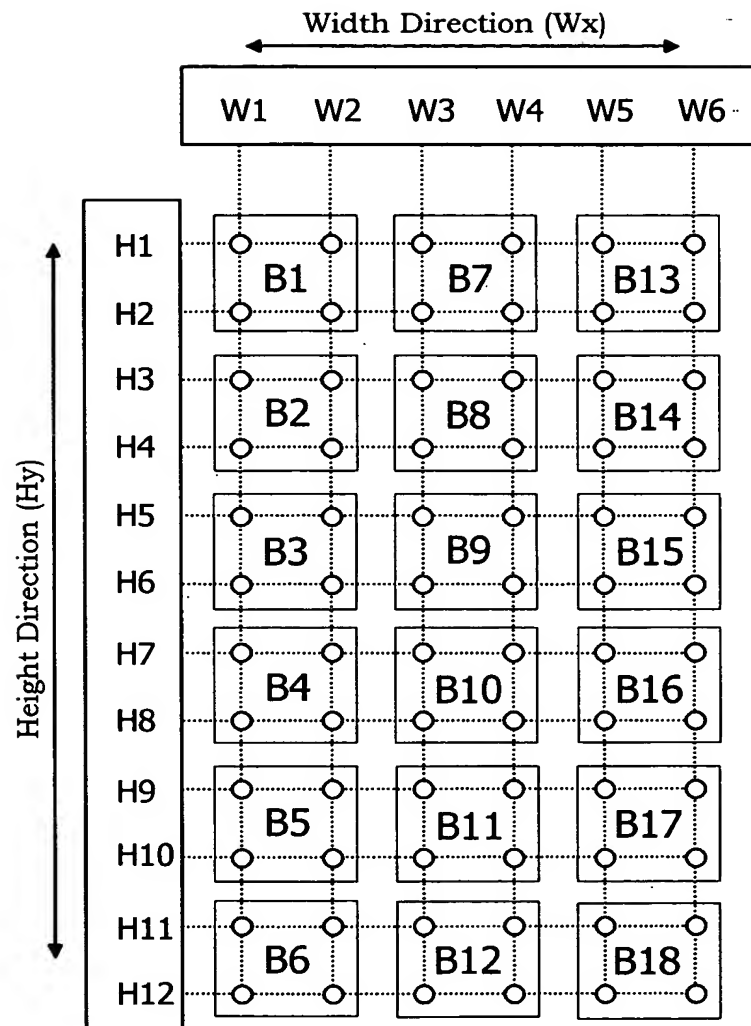 Width Direction (Wx)
W1 W2 W3 W4 W5 W6
Height Direction (Hy)
H1
B1 B7 B13
H2
H3
B2 B8 B14
H4
H5
B3 B9 B15
H6
H7
B4 B10 B16
H8
H9
B5 B11 B17
H10
H11
B6 B12 B18
H12